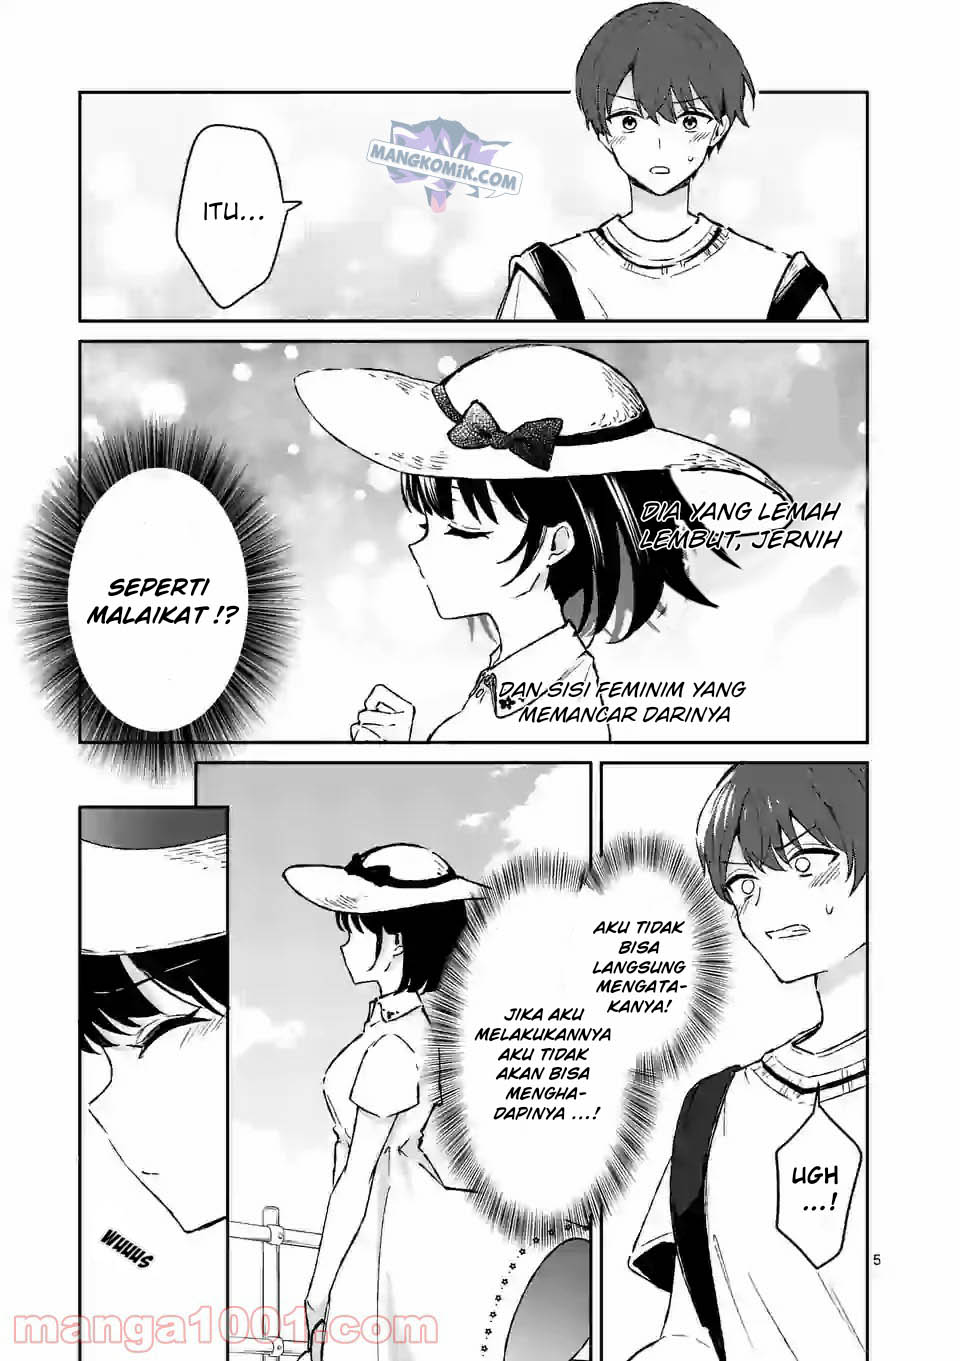 MANGKOMIK.COM
ITU...
DIA YANG LEMAH
LEMBUT, JERNIH
SEPERTI
MALAIKAT !?
DAN SISI FEMINIM YANG
MEMANCAR DARINYA
AKU TIDAK
BISA
LANGSUNG
MENGATA-
KANYA!
JIKA AKU
MELAKUKANNYA
AKU TIDAK
AKAN BISA
MENGHA-
DAPINYA ...!
UGH
...!
WUUUS
5
manga1001.com